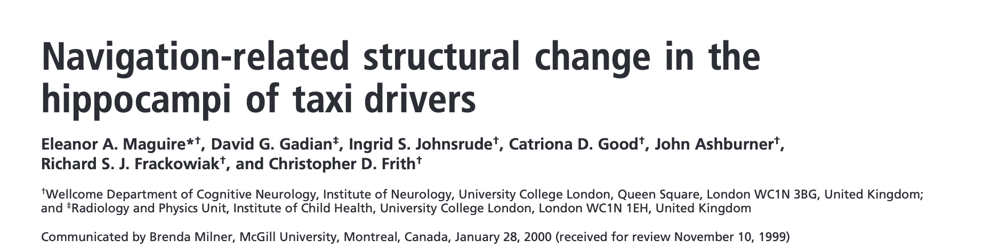 Navigation-related structural change in the
hippocampi of taxi drivers
Eleanor A. Maguire*†, David G. Gadian‡, Ingrid S. Johnsrude†, Catriona D. Good†, John Ashburner†,
Richard S. J. Frackowiak†, and Christopher D. Frith†
†Wellcome Department of Cognitive Neurology, Institute of Neurology, University College London, Queen Square, London WC1N 3BG, United Kingdom;
and ‡Radiology and Physics Unit, Institute of Child Health, University College London, London WC1N 1EH, United Kingdom
Communicated by Brenda Milner, McGill University, Montreal, Canada, January 28, 2000 (received for review November 10, 1999)